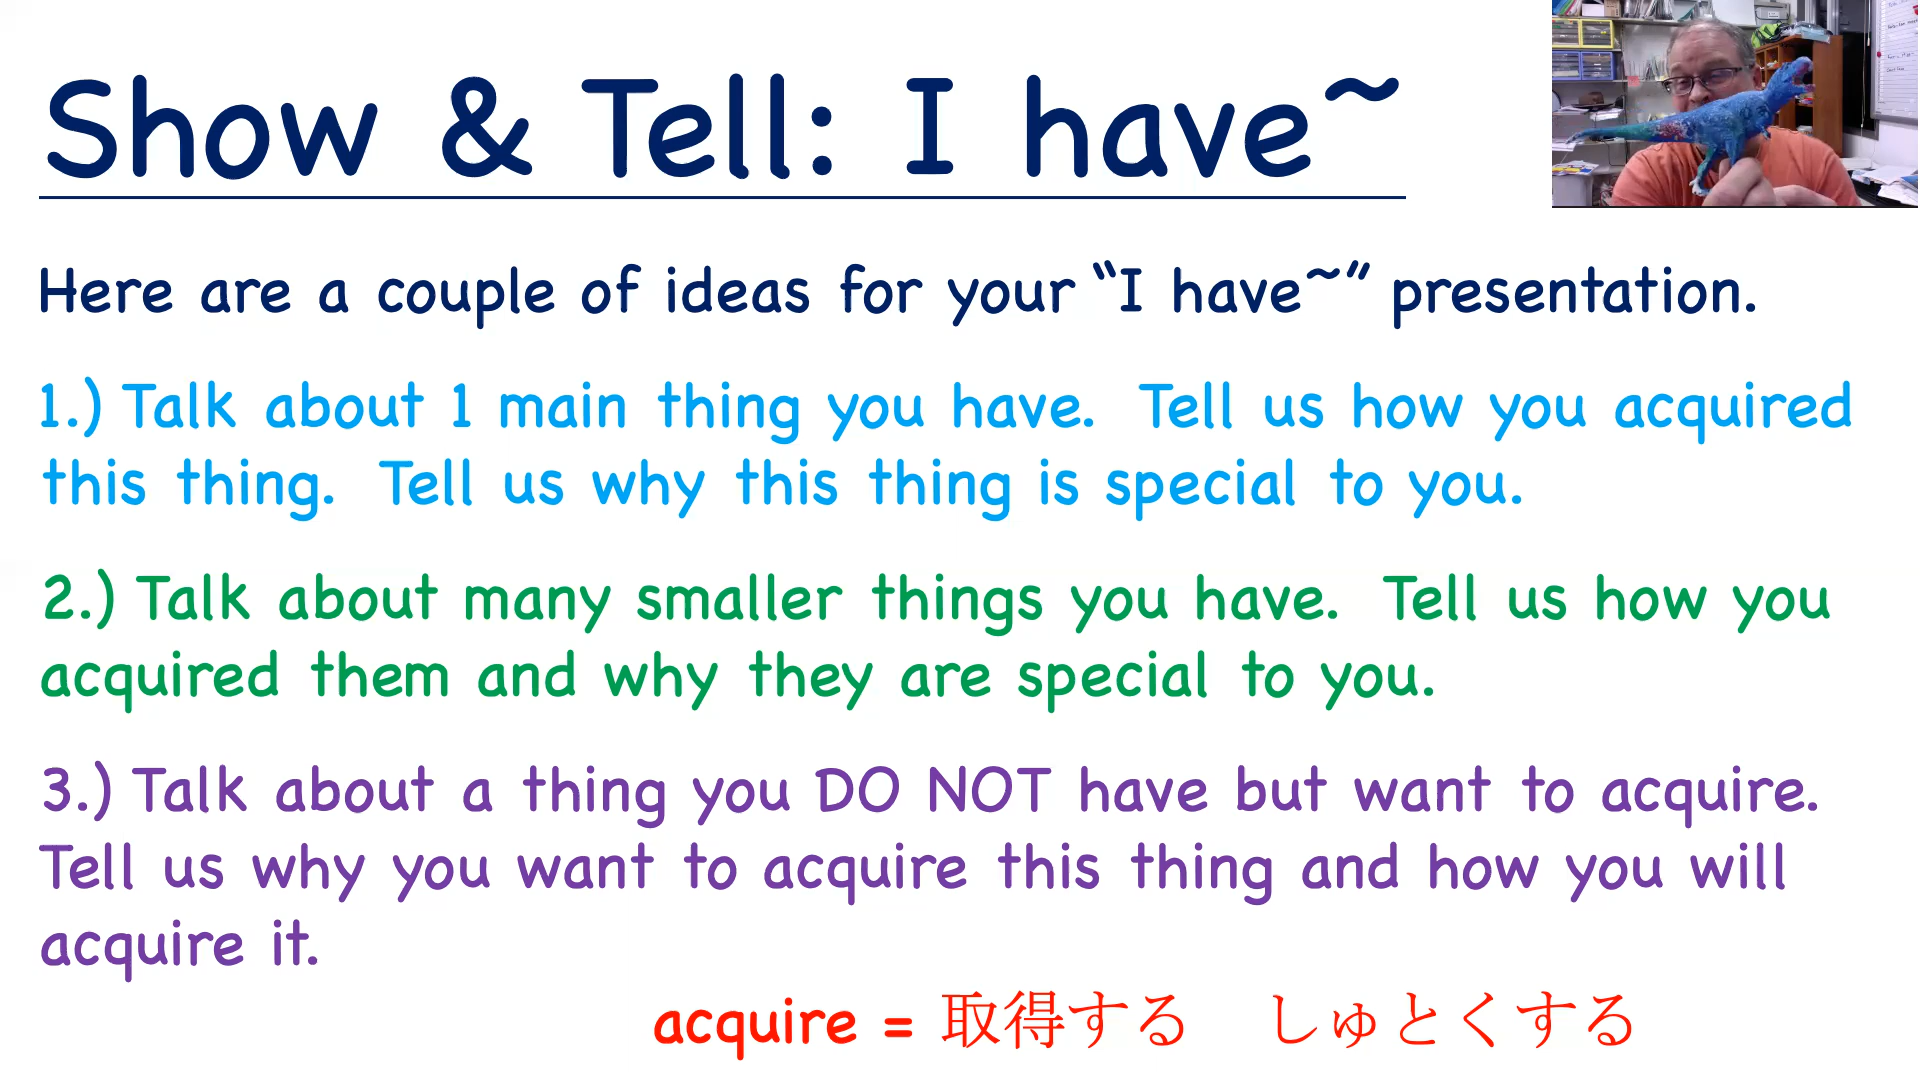 Show & Tell: I have~
Here are a couple of ideas for your “I have~” presentation.
1.) Talk about 1 main thing you have. Tell us how you acquired
this thing. Tell us why this thing is special to you.
2.) Talk about many smaller things you have. Tell us how you
acquired them and why they are special to you.
3.) Talk about a thing you DO NOT have but want to acquire.
Tell us why you want to acquire this thing and how you will
acquire it.
acquire = 取得する しゅとくする